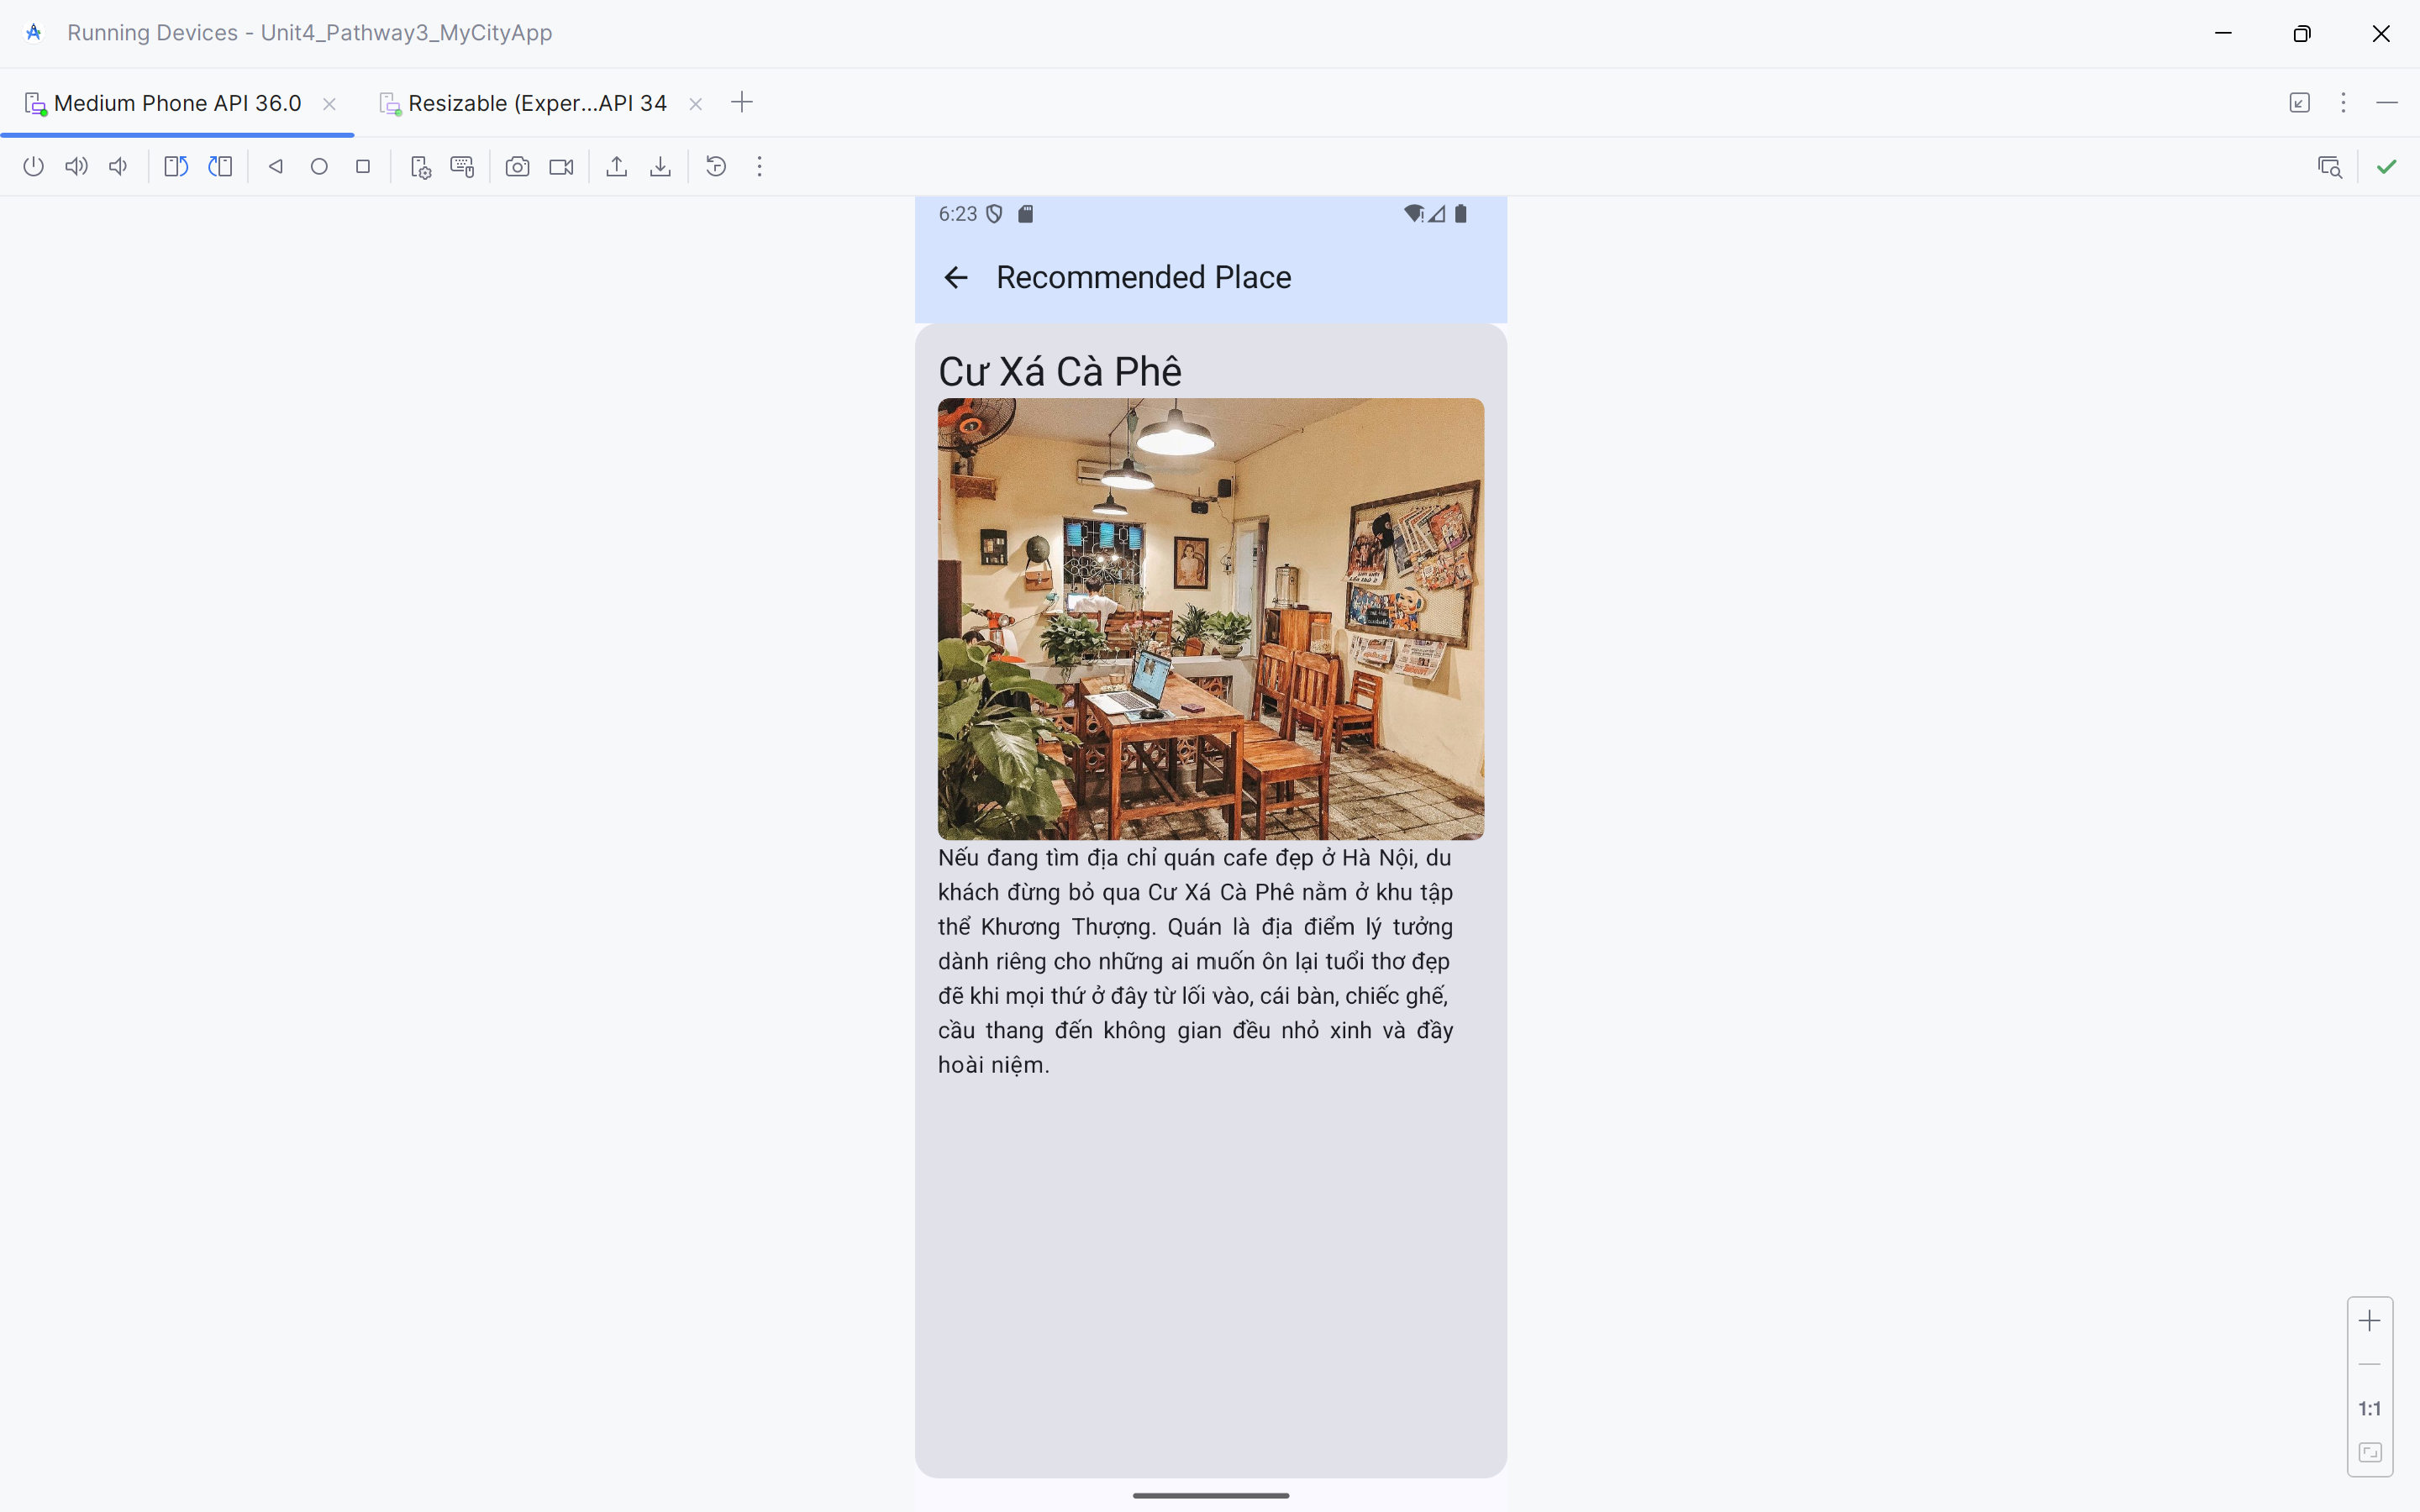 Running Devices - Unit4_Pathway3_MyCityApp
Medium Phone API 36.0
Resizable (Exper...API 34
6:23
Recommended Place
Cư Xá Cà Phê
Nếu đang tìm địa chỉ quán cafe đẹp ở Hà Nội, du
khách đừng bỏ qua Cư Xá Cà Phê nằm ở khu tập
thể Khương Thượng. Quán là địa điểm lý tưởng
dành riêng cho những ai muốn ôn lại tuổi thơ đẹp
đẽ khi mọi thứ ở đây từ lối vào, cái bàn, chiếc ghế,
cầu thang đến không gian đều nhỏ xinh và đầy
hoài niệm.
1:1